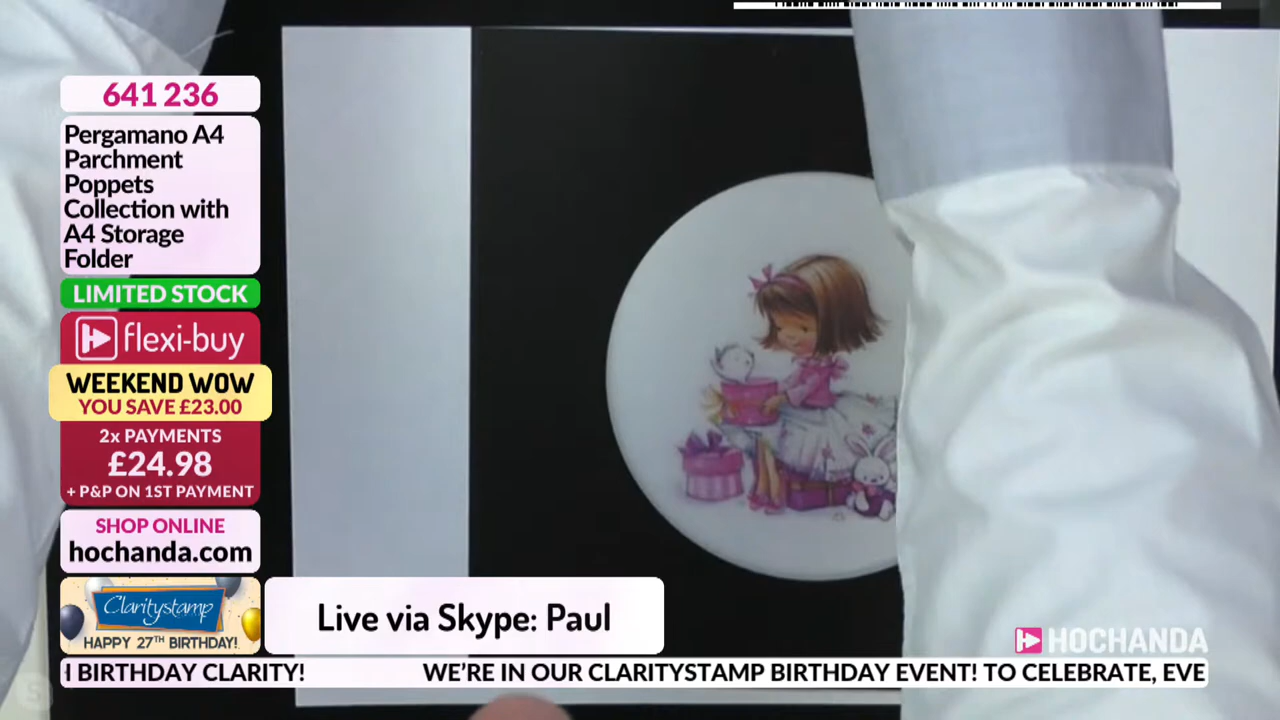 641 236
Pergamano A4
Parchment
Poppets
Collection with
A4 Storage
Folder
LIMITED STOCK
flexi-buy
WEEKEND WOW
YOU SAVE £23.00
2x PAYMENTS
£24.98
+ P&P ON 1ST PAYMENT
SHOP ONLINE
hochanda.com
Claritystamp
HAPPY 27TH BIRTHDAY!
Live via Skype: Paul
HOCHANDA
H BIRTHDAY CLARITY! WE'RE IN OUR CLARITYSTAMP BIRTHDAY EVENT! TO CELEBRATE, EVE